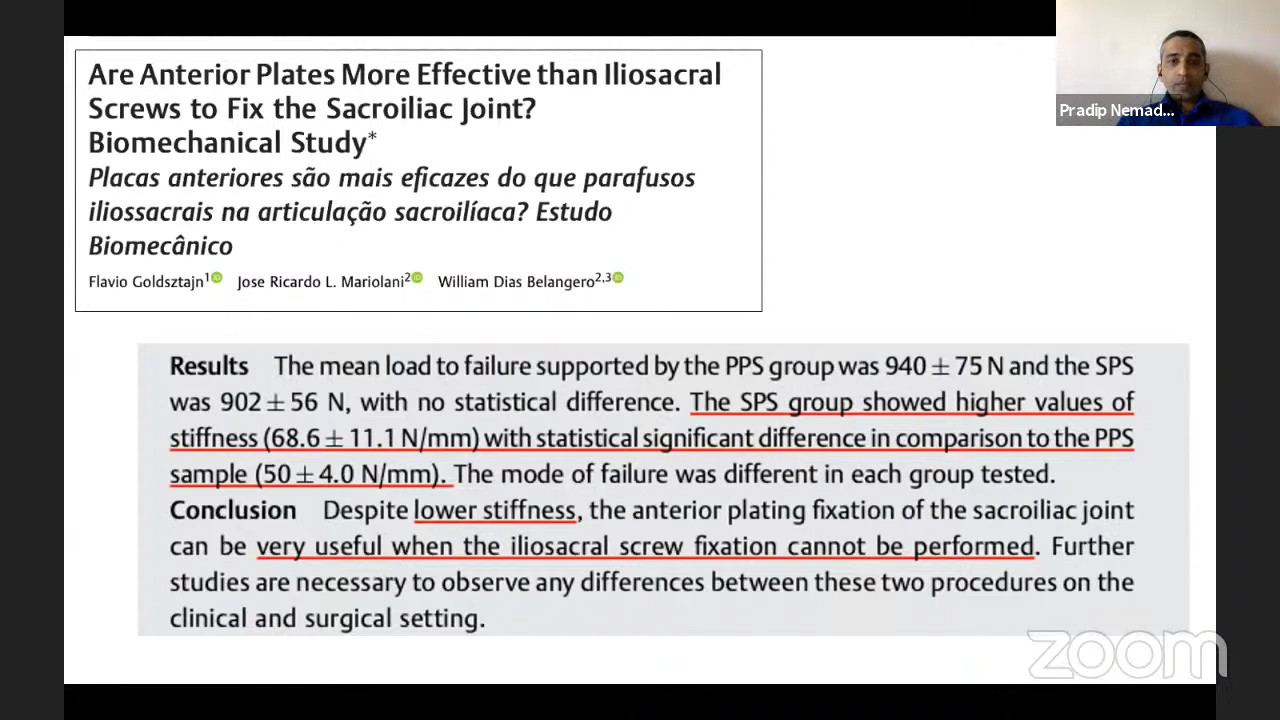 Are Anterior Plates More Effective than Iliosacral
Screws to Fix the Sacroiliac Joint?
Biomechanical Study*
Placas anteriores são mais eficazes do que parafusos
iliossacrais na articulação sacroilíaca? Estudo
Biomecânico
Flavio Goldsztajn1 Jose Ricardo L. Mariolani2 William Dias Belangero2,3
Pradip Nemad...
Results The mean load to failure supported by the PPS group was 940 ± 75 N and the SPS
was 902 ± 56 N, with no statistical difference. The SPS group showed higher values of
stiffness (68.6 ± 11.1 N/mm) with statistical significant difference in comparison to the PPS
sample (50 ± 4.0 N/mm). The mode of failure was different in each group tested.
Conclusion Despite lower stiffness, the anterior plating fixation of the sacroiliac joint
can be very useful when the iliosacral screw fixation cannot be performed. Further
studies are necessary to observe any differences between these two procedures on the
clinical and surgical setting.
zoom